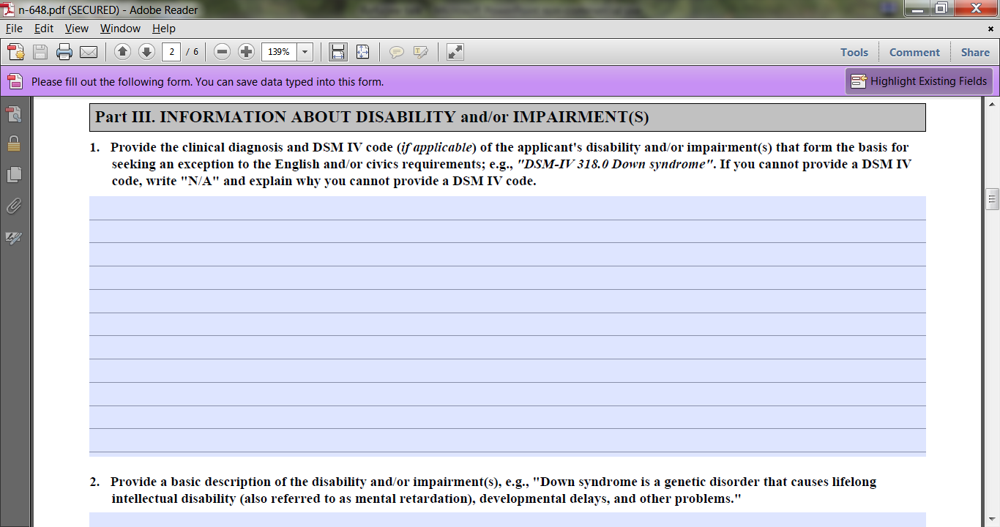 n-648.pdf (SECURED) - Adobe Reader
File Edit View Window Help
2 / 6 139% Tools Comment Share
Please fill out the following form. You can save data typed into this form. Highlight Existing Fields
Part III. INFORMATION ABOUT DISABILITY and/or IMPAIRMENT(S)
1. Provide the clinical diagnosis and DSM IV code (if applicable) of the applicant's disability and/or impairment(s) that form the basis for
seeking an exception to the English and/or civics requirements; e.g., "DSM-IV 318.0 Down syndrome". If you cannot provide a DSM IV
code, write "N/A" and explain why you cannot provide a DSM IV code.
2. Provide a basic description of the disability and/or impairment(s), e.g., "Down syndrome is a genetic disorder that causes lifelong
intellectual disability (also referred to as mental retardation), developmental delays, and other problems."